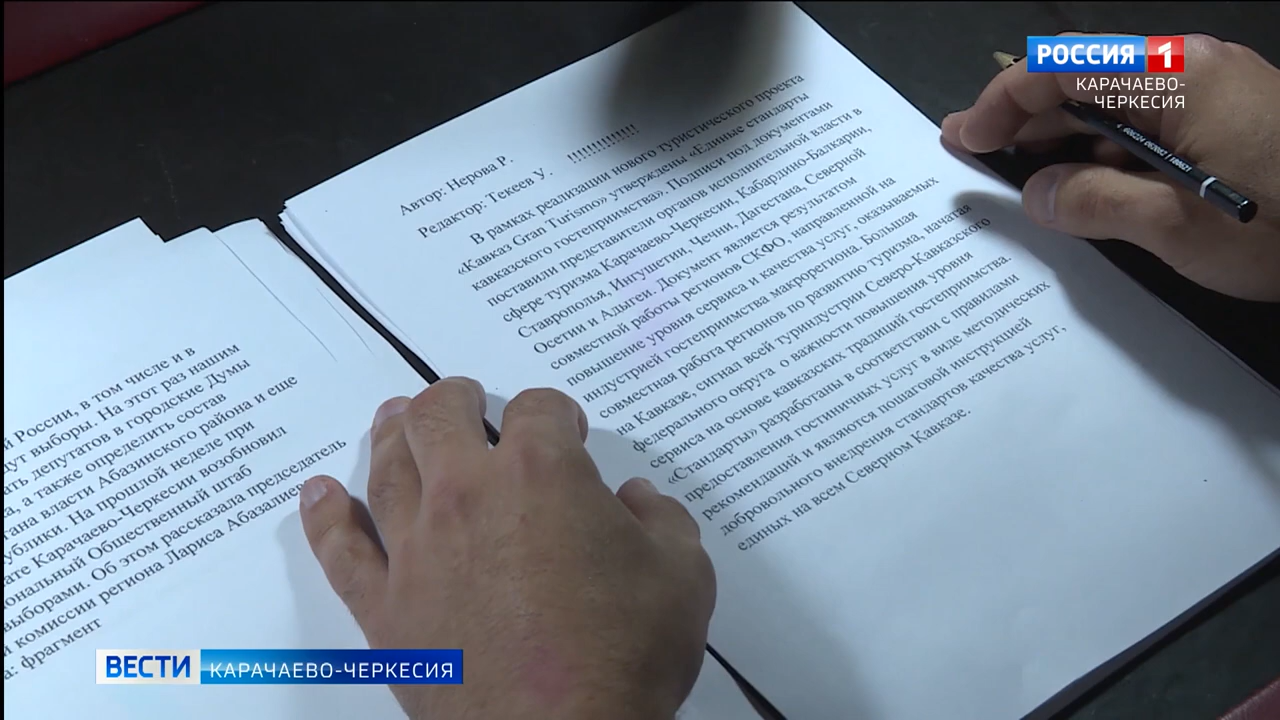 РОССИЯ 1
КАРАЧАЕВО-
ЧЕРКЕСИЯ
Автор: Нерова Р.
Редактор: Текеев У.
!!!!!!!!!!!!!
В рамках реализации нового туристического проекта
«Кавказ Gran Turismo» утверждены «Единые стандарты
кавказского гостеприимства». Подписи под документами
поставили представители органов исполнительной власти в
сфере туризма Карачаево-Черкесии, Кабардино-Балкарии,
Ставрополья, Ингушетии, Чечни, Дагестана, Северной
Осетии и Адыгеи. Документ является результатом
совместной работы регионов СКФО, направленной на
повышение уровня сервиса и качества услуг, оказываемых
индустрией гостеприимства макрорегиона. Большая
совместная работа регионов по развитию туризма, начатая
на Кавказе, сигнал всей туриндустрии Северо-Кавказского
федерального округа о важности повышения уровня
сервиса на основе кавказских традиций гостеприимства.
«Стандарты» разработаны в соответствии с правилами
предоставления гостиничных услуг в виде методических
рекомендаций и являются пошаговой инструкцией
добровольного внедрения стандартов качества услуг,
единых на всем Северном Кавказе.
й России, в том числе и в
дут выборы. На этот раз нашим
ать депутатов в городские Думы
а, а также определить состав
гана власти Абазинского района и еще
ублики. На прошлой неделе при
ате Карачаево-Черкесии возобновил
иональный Общественный штаб
выборами. Об этом рассказала председатель
й комиссии региона Лариса Абазалиева
а: фрагмент
ВЕСТИ КАРАЧАЕВО-ЧЕРКЕСИЯ